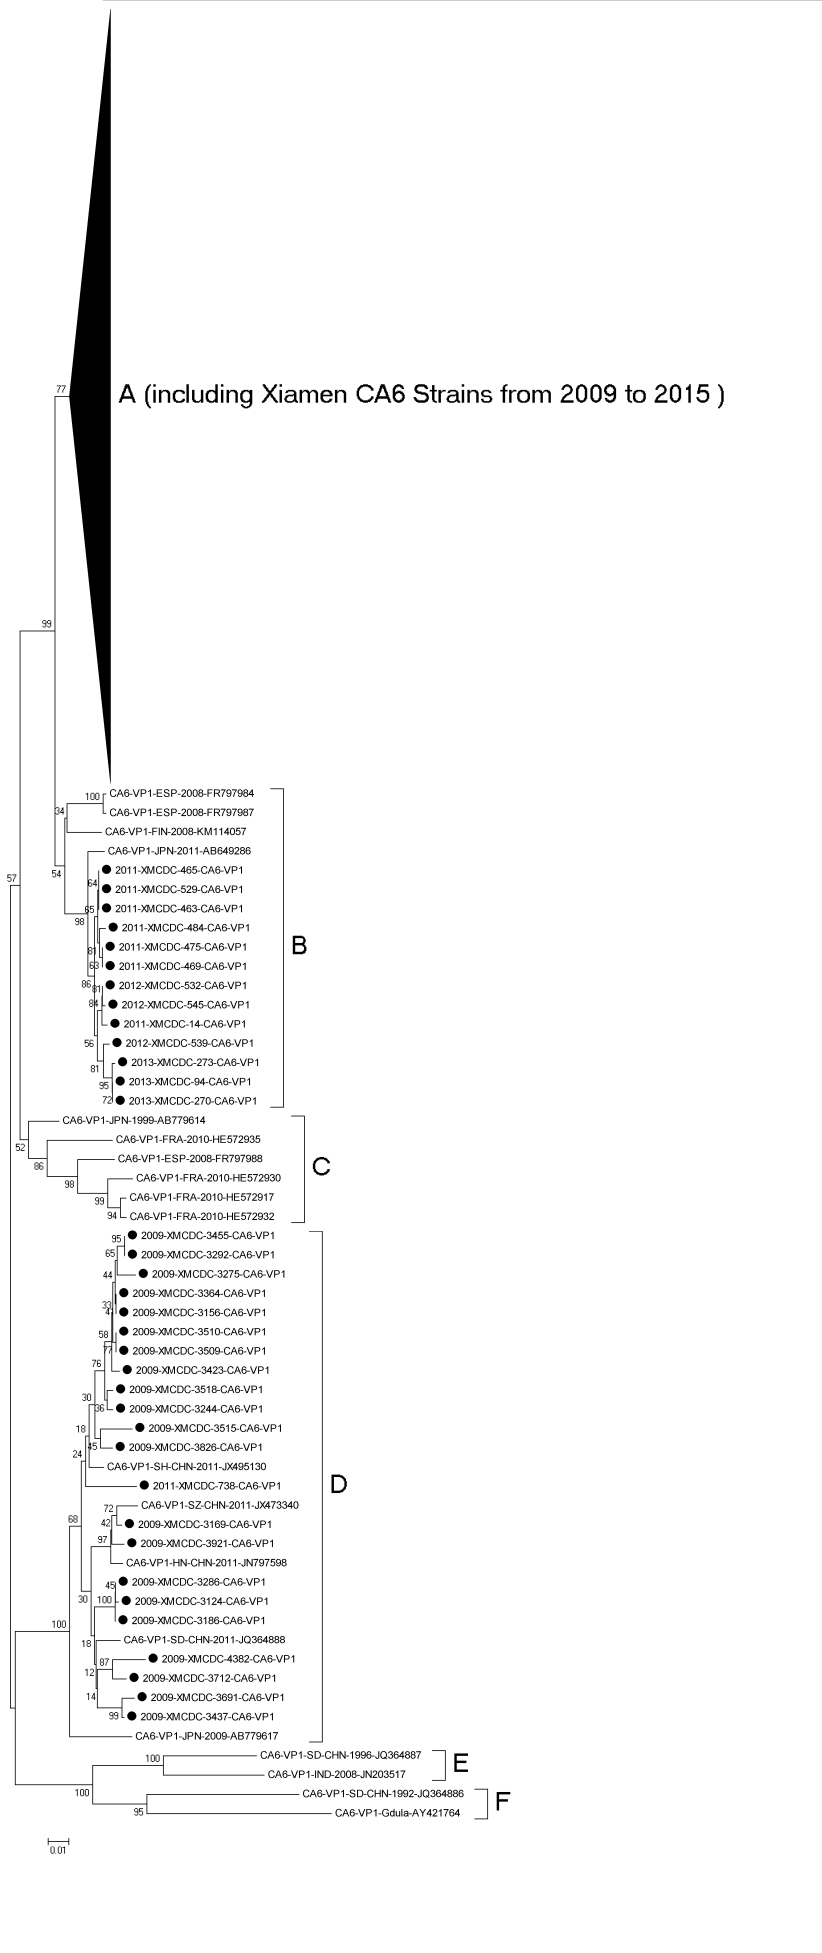 77
A (including Xiamen CA6 Strains from 2009 to 2015 )
99
CA6-VP1-ESP-2008-FR797984
100
34
CA6-VP1-ESP-2008-FR797987
CA6-VP1-FIN-2008-KM114057
CA6-VP1-JPN-2011-AB649286
54
57
2011-XMCDC-465-CA6-VP1
64
2011-XMCDC-529-CA6-VP1
65
2011-XMCDC-463-CA6-VP1
98
2011-XMCDC-484-CA6-VP1
2011-XMCDC-475-CA6-VP1
B
81
63
2011-XMCDC-469-CA6-VP1
86
81
2012-XMCDC-532-CA6-VP1
84
2012-XMCDC-545-CA6-VP1
2011-XMCDC-14-CA6-VP1
56
2012-XMCDC-539-CA6-VP1
81
2013-XMCDC-273-CA6-VP1
95
2013-XMCDC-94-CA6-VP1
72
2013-XMCDC-270-CA6-VP1
CA6-VP1-JPN-1999-AB779614
52
CA6-VP1-FRA-2010-HE572935
86
CA6-VP1-ESP-2008-FR797988
C
98
CA6-VP1-FRA-2010-HE572930
99
CA6-VP1-FRA-2010-HE572917
94
CA6-VP1-FRA-2010-HE572932
95
2009-XMCDC-3455-CA6-VP1
65
2009-XMCDC-3292-CA6-VP1
44
2009-XMCDC-3275-CA6-VP1
2009-XMCDC-3364-CA6-VP1
33
2009-XMCDC-3156-CA6-VP1
58
2009-XMCDC-3510-CA6-VP1
77
2009-XMCDC-3509-CA6-VP1
76
2009-XMCDC-3423-CA6-VP1
2009-XMCDC-3518-CA6-VP1
30
36
2009-XMCDC-3244-CA6-VP1
18
2009-XMCDC-3515-CA6-VP1
45
2009-XMCDC-3826-CA6-VP1
24
CA6-VP1-SH-CHN-2011-JX495130
2011-XMCDC-738-CA6-VP1
D
CA6-VP1-SZ-CHN-2011-JX473340
72
68
42
2009-XMCDC-3169-CA6-VP1
97
2009-XMCDC-3921-CA6-VP1
CA6-VP1-HN-CHN-2011-JN797598
45
2009-XMCDC-3286-CA6-VP1
30
100
2009-XMCDC-3124-CA6-VP1
2009-XMCDC-3186-CA6-VP1
100
18
CA6-VP1-SD-CHN-2011-JQ364888
87
2009-XMCDC-4382-CA6-VP1
12
2009-XMCDC-3712-CA6-VP1
14
2009-XMCDC-3691-CA6-VP1
99
2009-XMCDC-3437-CA6-VP1
CA6-VP1-JPN-2009-AB779617
100
CA6-VP1-SD-CHN-1996-JQ364887
E
CA6-VP1-IND-2008-JN203517
100
CA6-VP1-SD-CHN-1992-JQ364886
F
95
CA6-VP1-Gdula-AY421764
0.01